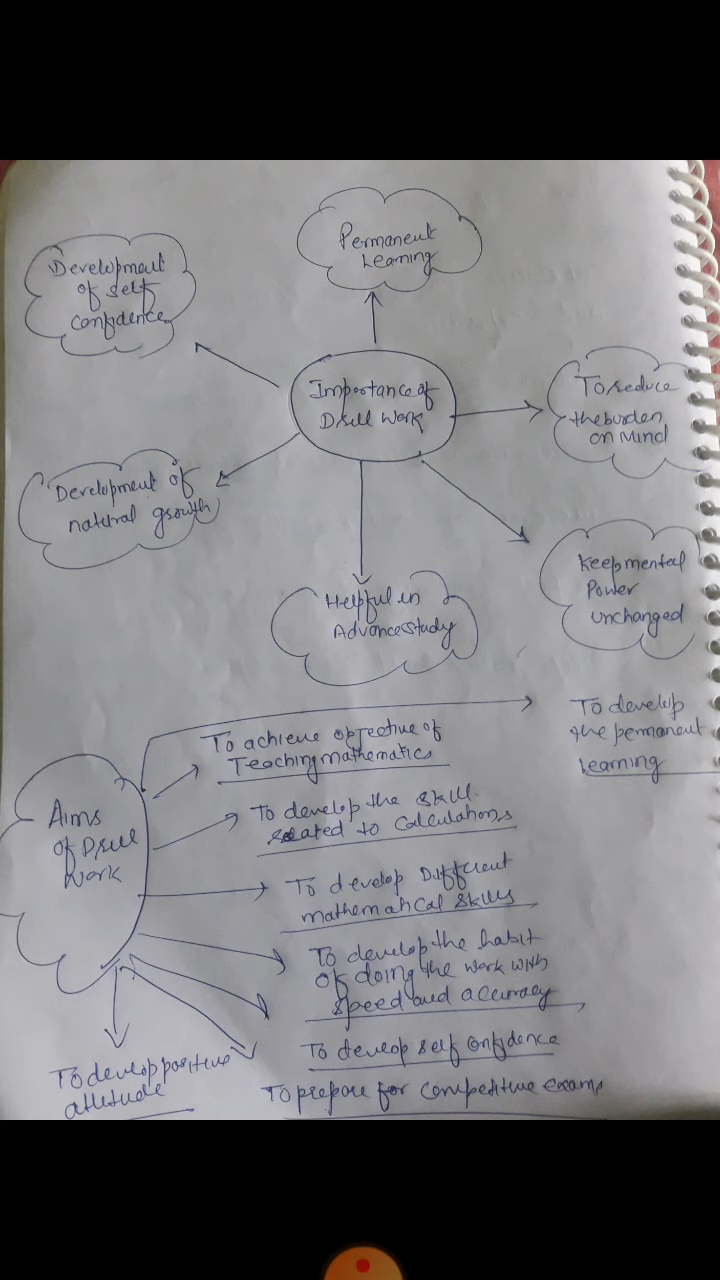 Permanent
Learning
Development
of self
confidence
Importance of
Drill Work
To reduce
the burden
on Mind
Development of
natural growth
Keep mental
Power
unchanged
Helpful in
Advance study
To develop
the permanent
learning
To achieve objective of
Teaching mathematics
Aims
of Drill
Work
To develop the skill
related to Calculations
To develop Different
mathematical skills
To develop the habit
of doing the work with
speed and accuracy
To develop self confidence
To develop positive
attitude
To prepare for competitive exams